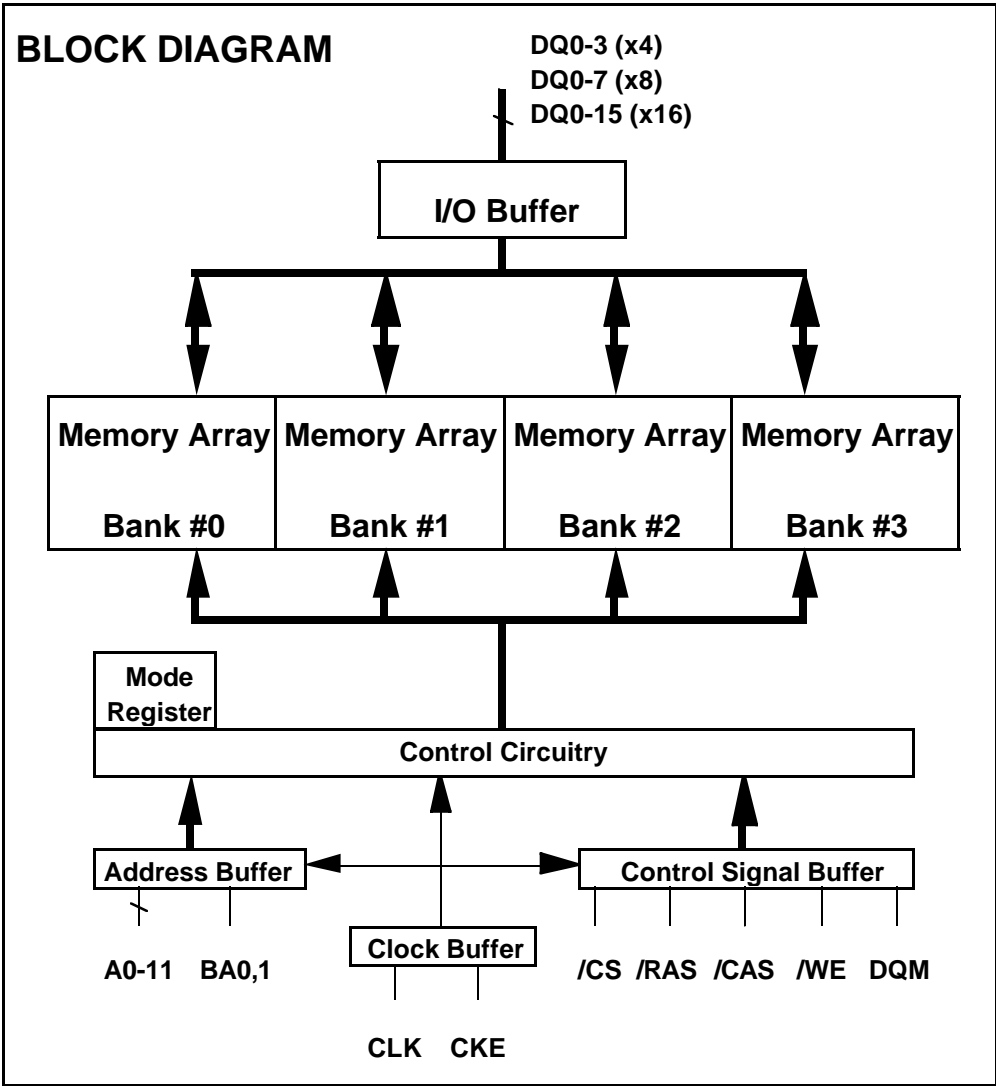 BLOCK DIAGRAM
DQ0-3 (x4)
DQ0-7 (x8)
DQ0-15 (x16)
I/O Buffer
Memory Array
Bank #0
Memory Array
Bank #1
Memory Array
Bank #2
Memory Array
Bank #3
Mode
Register
Control Circuitry
Address Buffer
Control Signal Buffer
Clock Buffer
A0-11
BA0,1
/CS
/RAS
/CAS
/WE
DQM
CLK
CKE